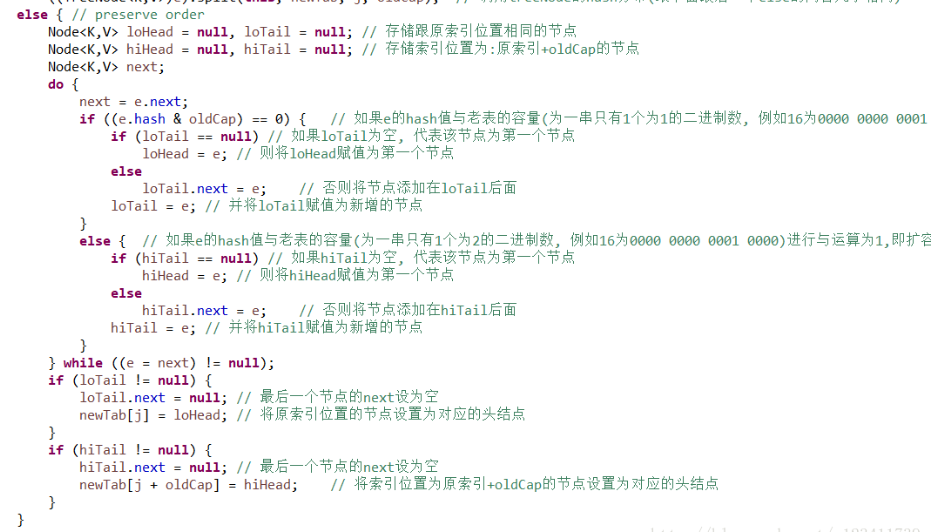 else { // preserve order
Node<K,V> loHead = null, loTail = null; // 存储跟原索引位置相同的节点
Node<K,V> hiHead = null, hiTail = null; // 存储索引位置为:原索引+oldCap的节点
Node<K,V> next;
do {
next = e.next;
if ((e.hash & oldCap) == 0) { // 如果e的hash值与老表的容量(为一串只有1个为1的二进制数, 例如16为0000 0000 0001
if (loTail == null) // 如果loTail为空, 代表该节点为第一个节点
loHead = e; // 则将loHead赋值为第一个节点
else
loTail.next = e; // 否则将节点添加在loTail后面
loTail = e; // 并将loTail赋值为新增的节点
}
else { // 如果e的hash值与老表的容量(为一串只有1个为2的二进制数, 例如16为0000 0000 0001 0000)进行与运算为1,即扩容
if (hiTail == null) // 如果hiTail为空, 代表该节点为第一个节点
hiHead = e; // 则将hiHead赋值为第一个节点
else
hiTail.next = e; // 否则将节点添加在hiTail后面
hiTail = e; // 并将hiTail赋值为新增的节点
}
} while ((e = next) != null);
if (loTail != null) {
loTail.next = null; // 最后一个节点的next设为空
newTab[j] = loHead; // 将原索引位置的节点设置为对应的头结点
}
if (hiTail != null) {
hiTail.next = null; // 最后一个节点的next设为空
newTab[j + oldCap] = hiHead; // 将索引位置为原索引+oldCap的节点设置为对应的头结点
}
}